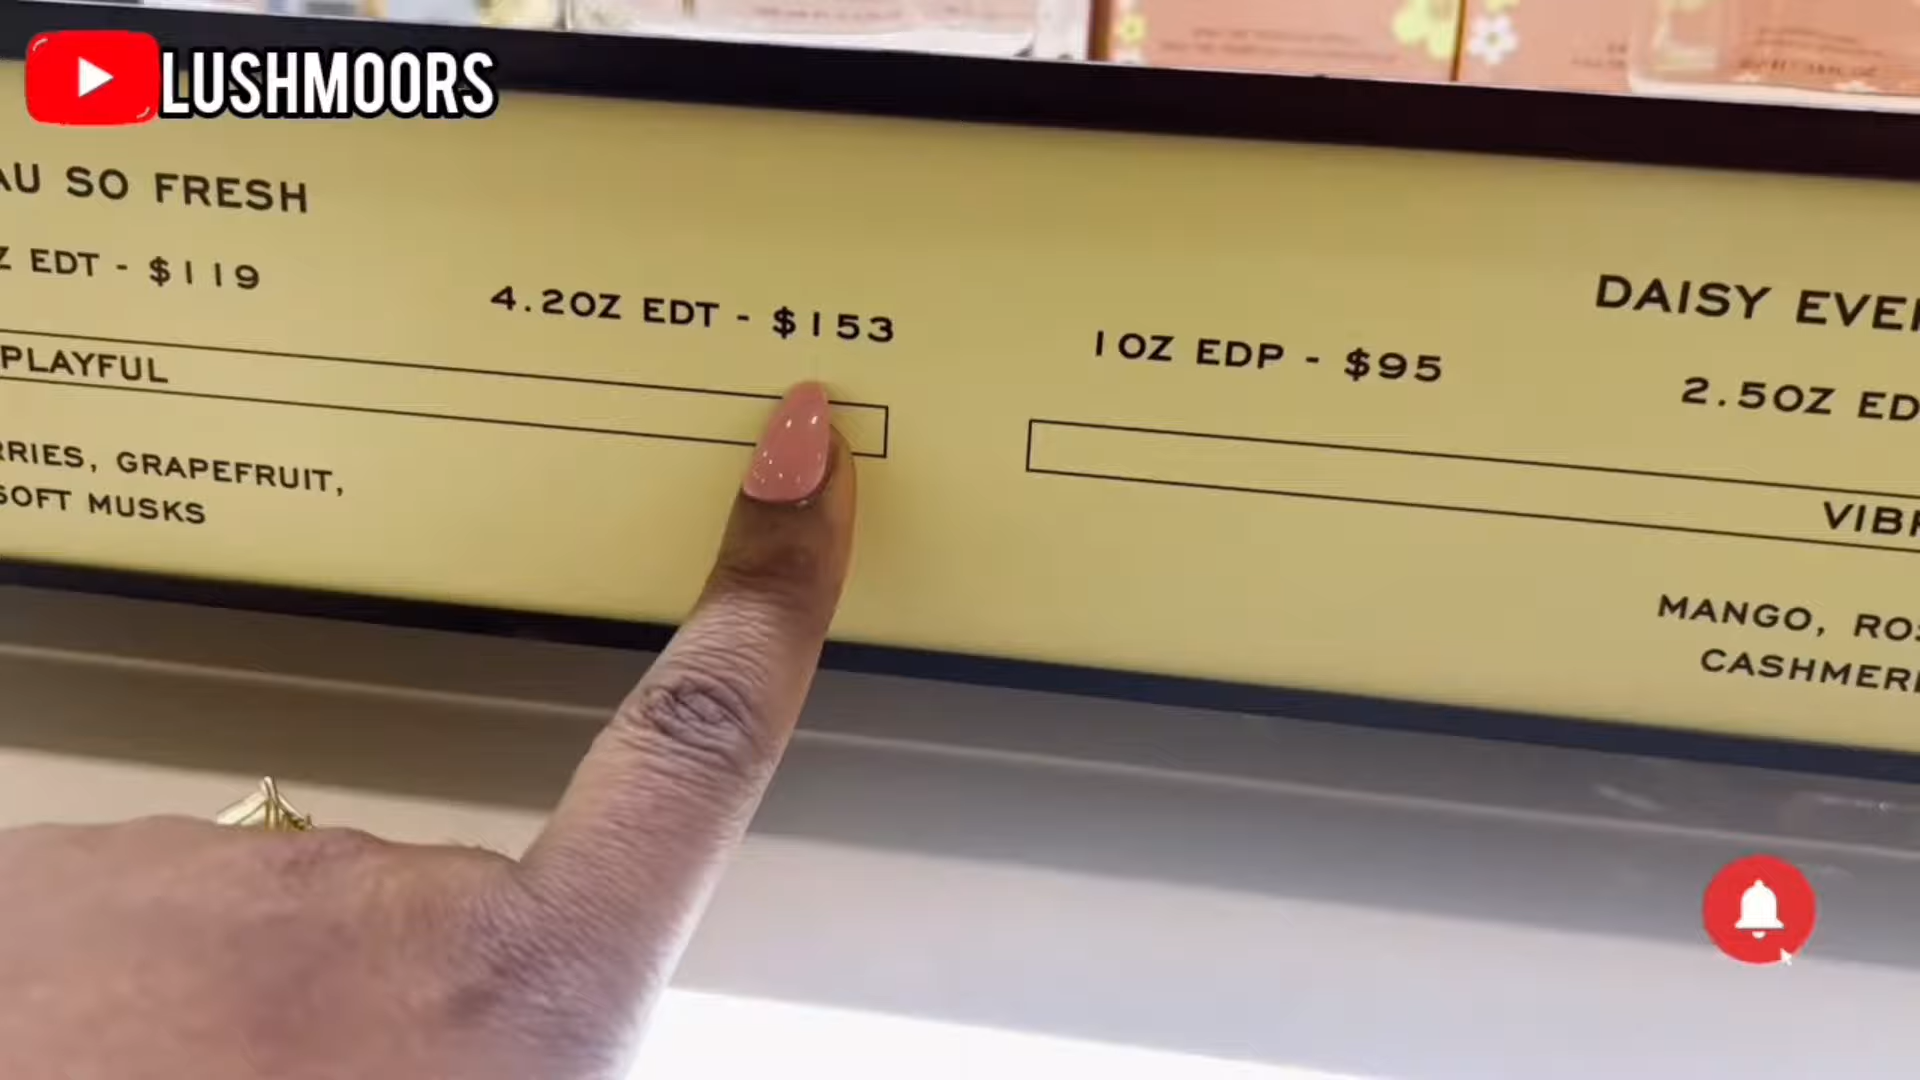 LUSHMOORS
AU SO FRESH
Z EDT - $119
4.2OZ EDT - $153
PLAYFUL
RRIES, GRAPEFRUIT,
SOFT MUSKS
DAISY EVE
1OZ EDP - $95
2.5OZ ED
VIB
MANGO, ROS
CASHMER